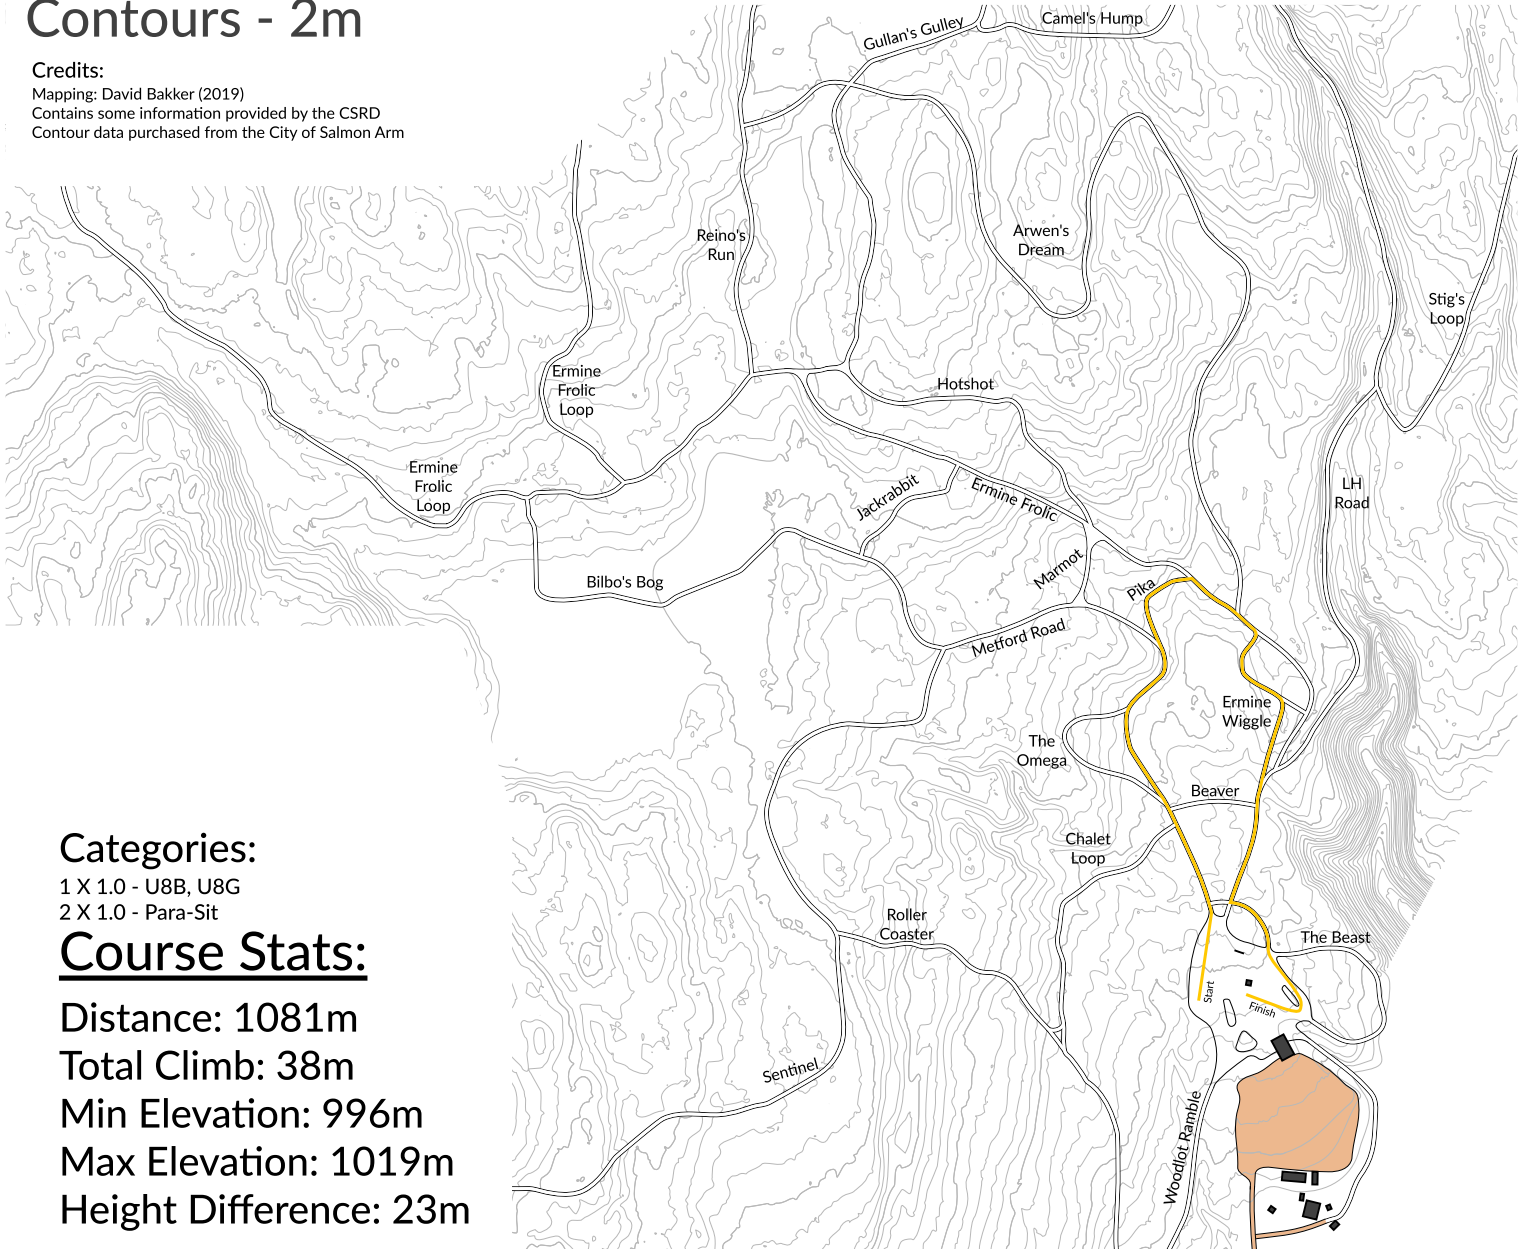 Contours - 2m
Credits:
Mapping: David Bakker (2019)
Contains some information provided by the CSRD
Contour data purchased from the City of Salmon Arm
Gullan's Gulley
Camel's Hump
Reino's
Run
Arwen's
Dream
Stig's
Loop
Ermine
Frolic
Loop
Hotshot
Ermine
Frolic
Loop
Jackrabbit
Ermine Frolic
LH
Road
Bilbo's Bog
Marmot
Pika
Metford Road
Ermine
Wiggle
The
Omega
Beaver
Chalet
Loop
Roller
Coaster
The Beast
Start
Finish
Sentinel
Woodlot Ramble
Categories:
1 X 1.0 - U8B, U8G
2 X 1.0 - Para-Sit
Course Stats:
Distance: 1081m
Total Climb: 38m
Min Elevation: 996m
Max Elevation: 1019m
Height Difference: 23m